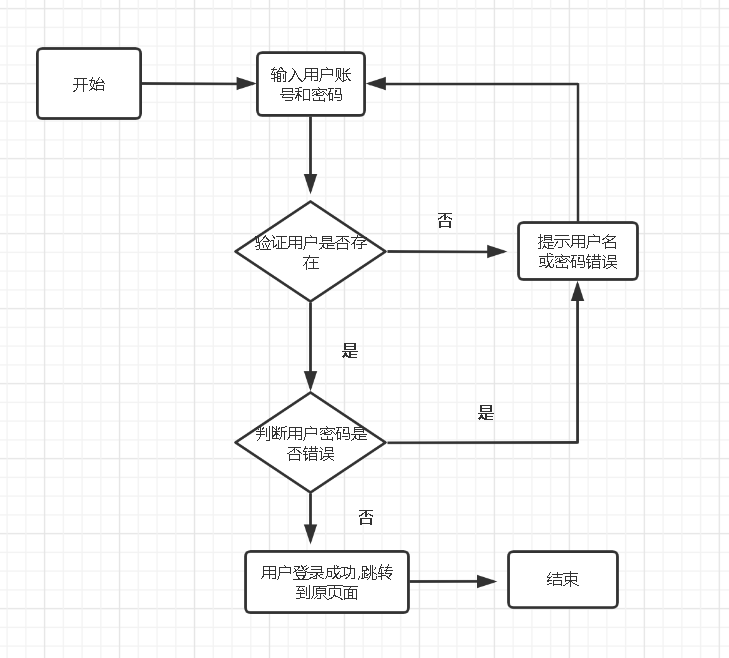 开始
输入用户账
号和密码
验证用户是否存
在
否
提示用户名
或密码错误
是
判断用户密码是
否错误
是
否
用户登录成功,跳转
到原页面
结束